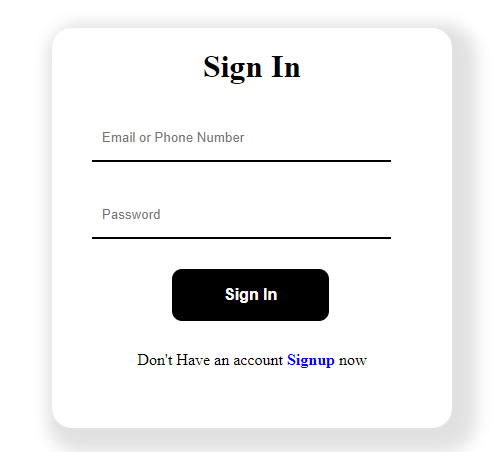 Sign In
Email or Phone Number
Password
Sign In
Don't Have an account Signup now